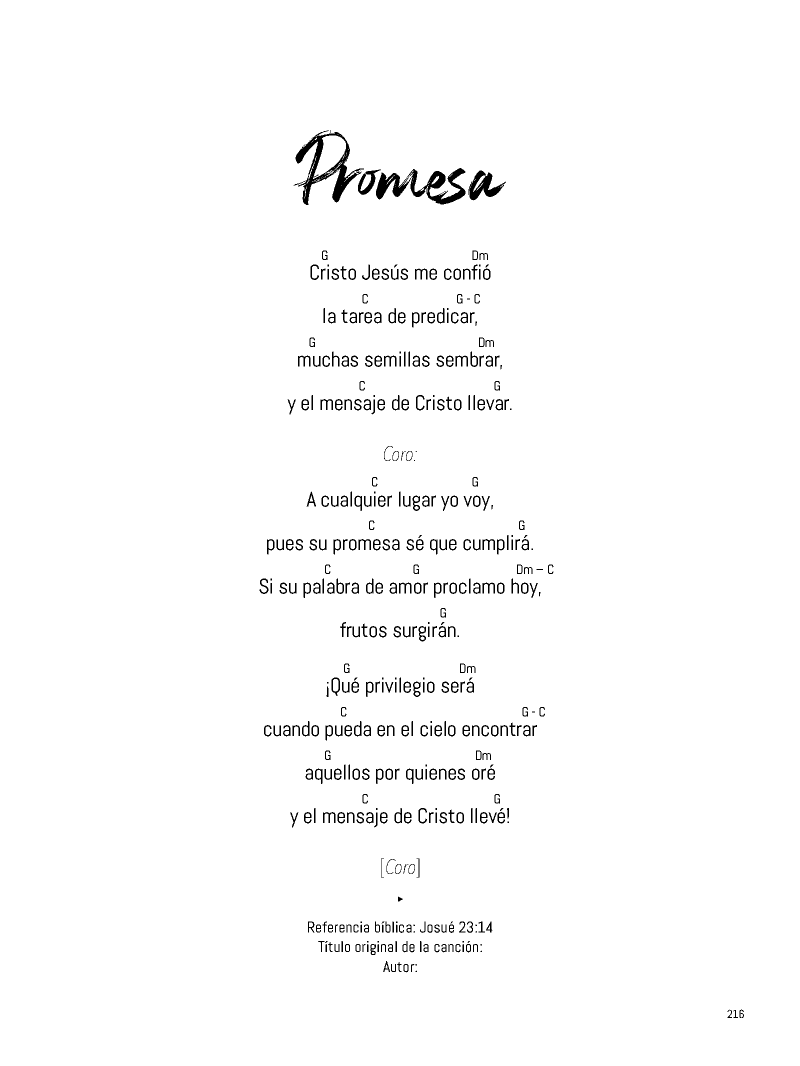 Promesa
G Dm
Cristo Jesús me confió
C G - C
la tarea de predicar,
G Dm
muchas semillas sembrar,
C G
y el mensaje de Cristo llevar.
Coro:
C G
A cualquier lugar yo voy,
C G
pues su promesa sé que cumplirá.
C G Dm – C
Si su palabra de amor proclamo hoy,
G
frutos surgirán.
G Dm
¡Qué privilegio será
C G - C
cuando pueda en el cielo encontrar
G Dm
aquellos por quienes oré
C G
y el mensaje de Cristo llevé!
[Coro]
Referencia bíblica: Josué 23:14
Título original de la canción:
Autor:
216